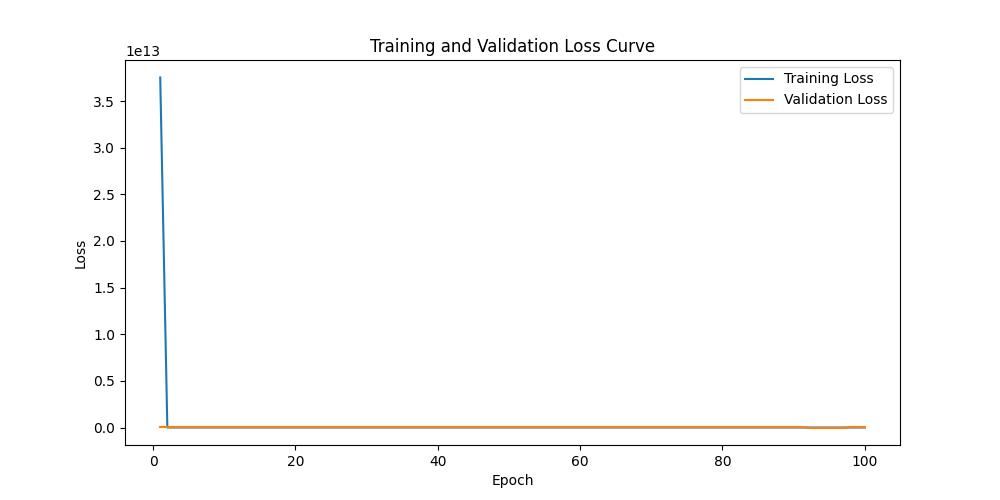 Training and Validation Loss Curve
1e13
Training Loss
Validation Loss
3.5
3.0
2.5
2.0
1.5
1.0
0.5
0.0
Loss
0 20 40 60 80 100
Epoch